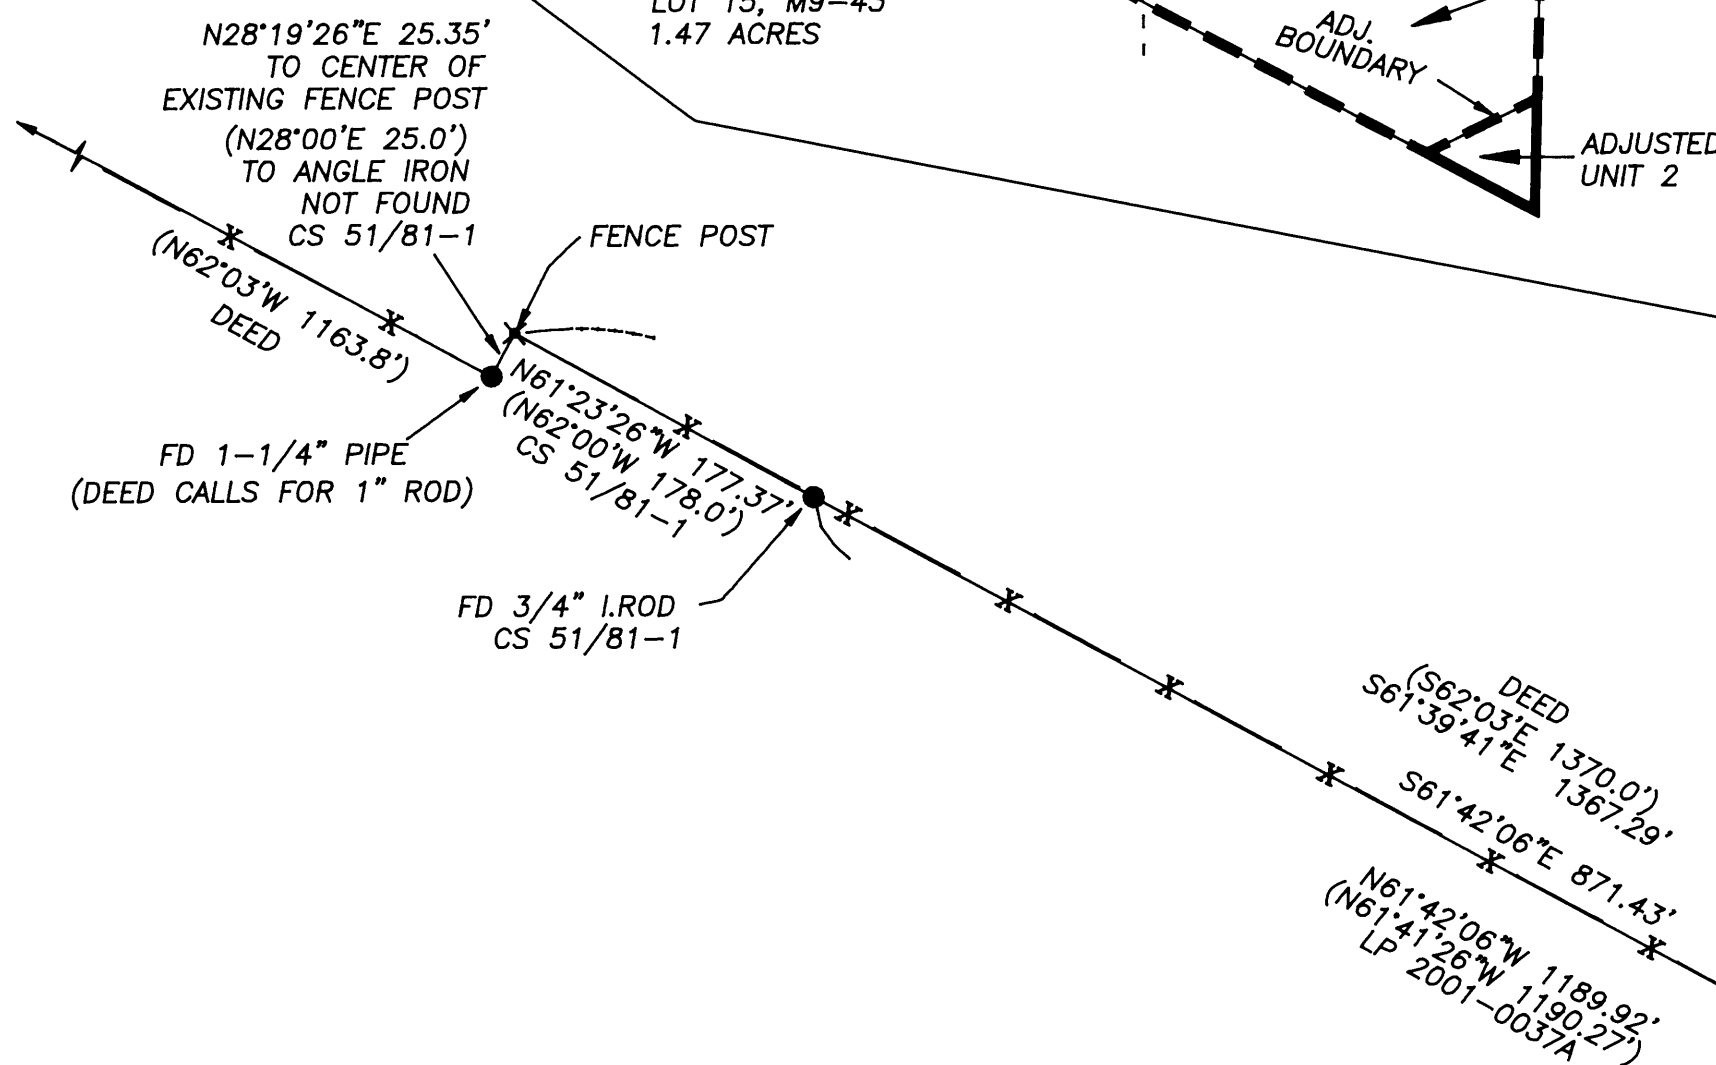 LOT 15, M9-43
1.47 ACRES
N28°19'26"E 25.35'
TO CENTER OF
EXISTING FENCE POST
(N28°00'E 25.0')
TO ANGLE IRON
NOT FOUND
CS 51/81-1
ADJ.
BOUNDARY
ADJUSTED
UNIT 2
FENCE POST
(N62°03'W 1163.8')
DEED
FD 1-1/4" PIPE
(DEED CALLS FOR 1" ROD)
N61°23'26"W 177.37'
(N62°00'W 178.0')
CS 51/81-1
FD 3/4" I.ROD
CS 51/81-1
DEED
(S62°03'E 1370.0')
S61°39'41"E 1367.29'
S61°42'06"E 871.43'
N61°42'06"W 1189.92'
(N61°41'26"W 1190.27')
LP 2001-0037A